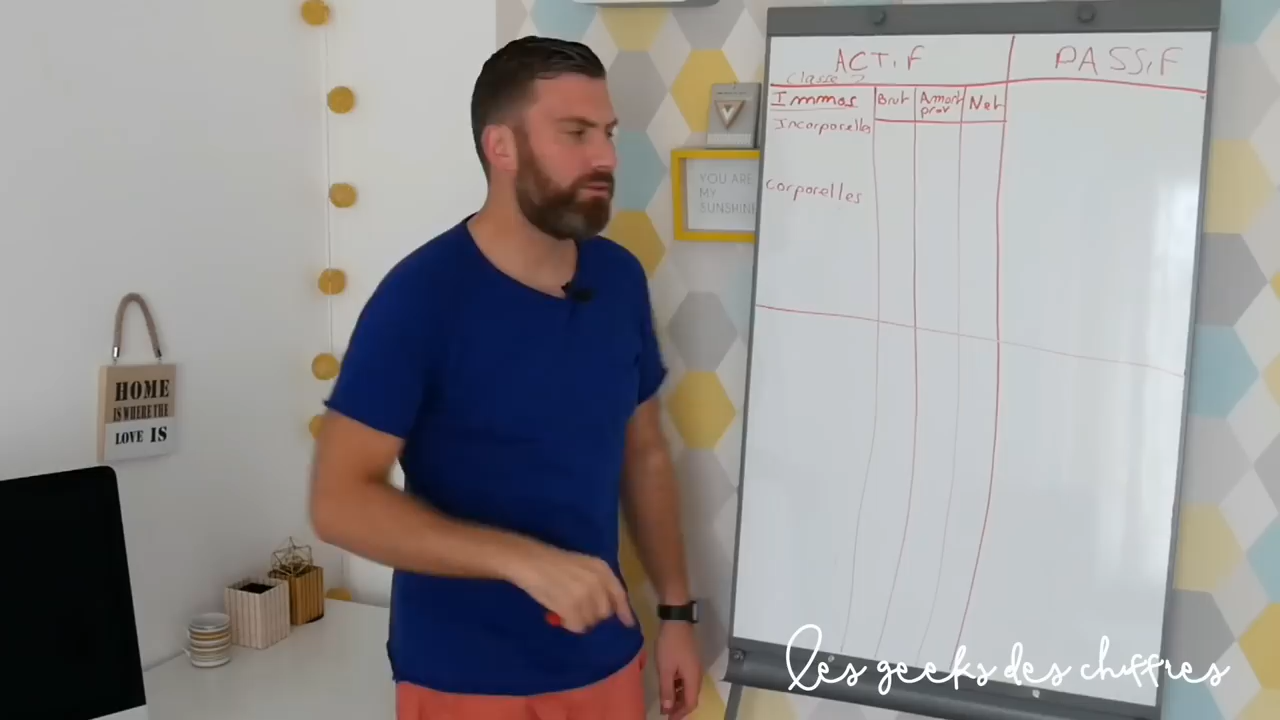 ACTIF PASSIF
Classe 2
Immos Brut Amort Net
prov
Incorporelles
Corporelles
YOU ARE
MY
SUNSHINE
HOME
IS WHERE THE
LOVE IS
les geeks des chiffres